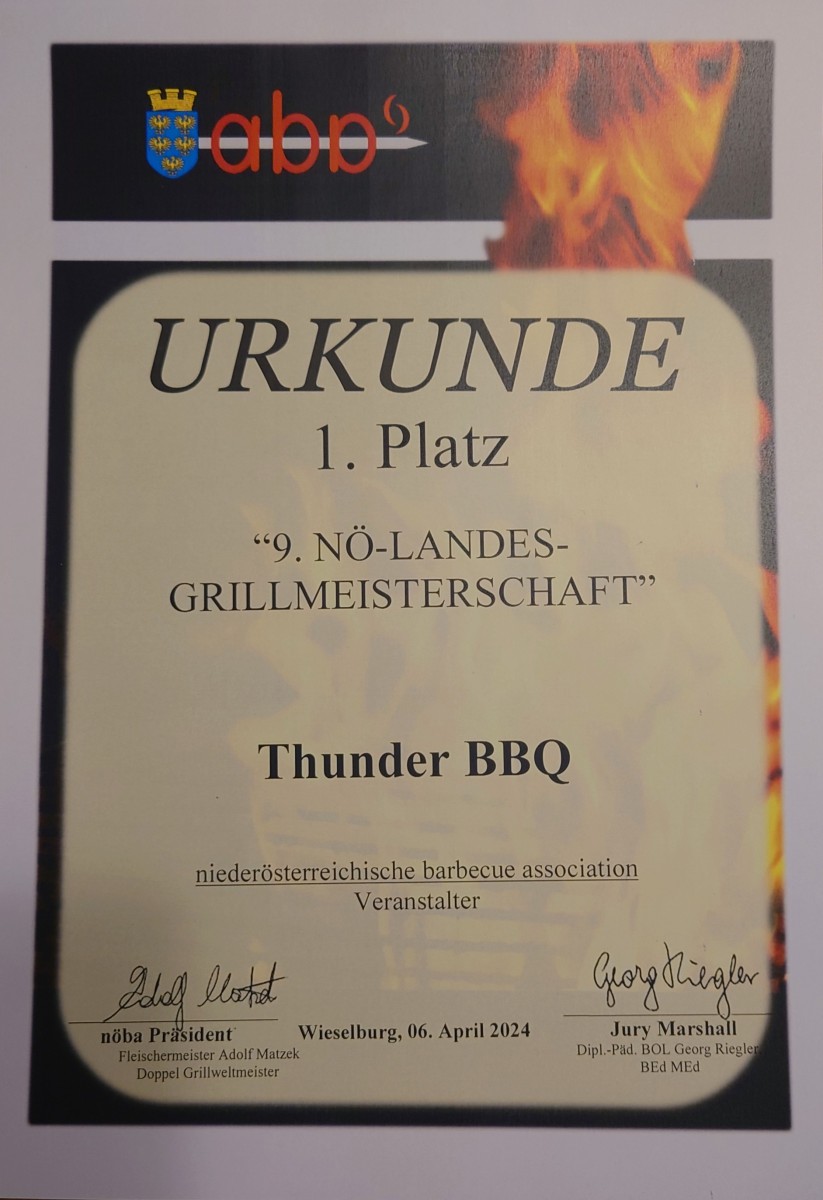 aba
URKUNDE
1. Platz
“9. NÖ-LANDES-
GRILLMEISTERSCHAFT”
Thunder BBQ
niederösterreichische barbecue association
Veranstalter
Adolf Matzek
nöba Präsident
Fleischermeister Adolf Matzek
Doppel Grillweltmeister
Wieselburg, 06. April 2024
Georg Riegler
Jury Marshall
Dipl.-Päd. BOL Georg Riegler
BEd MEd